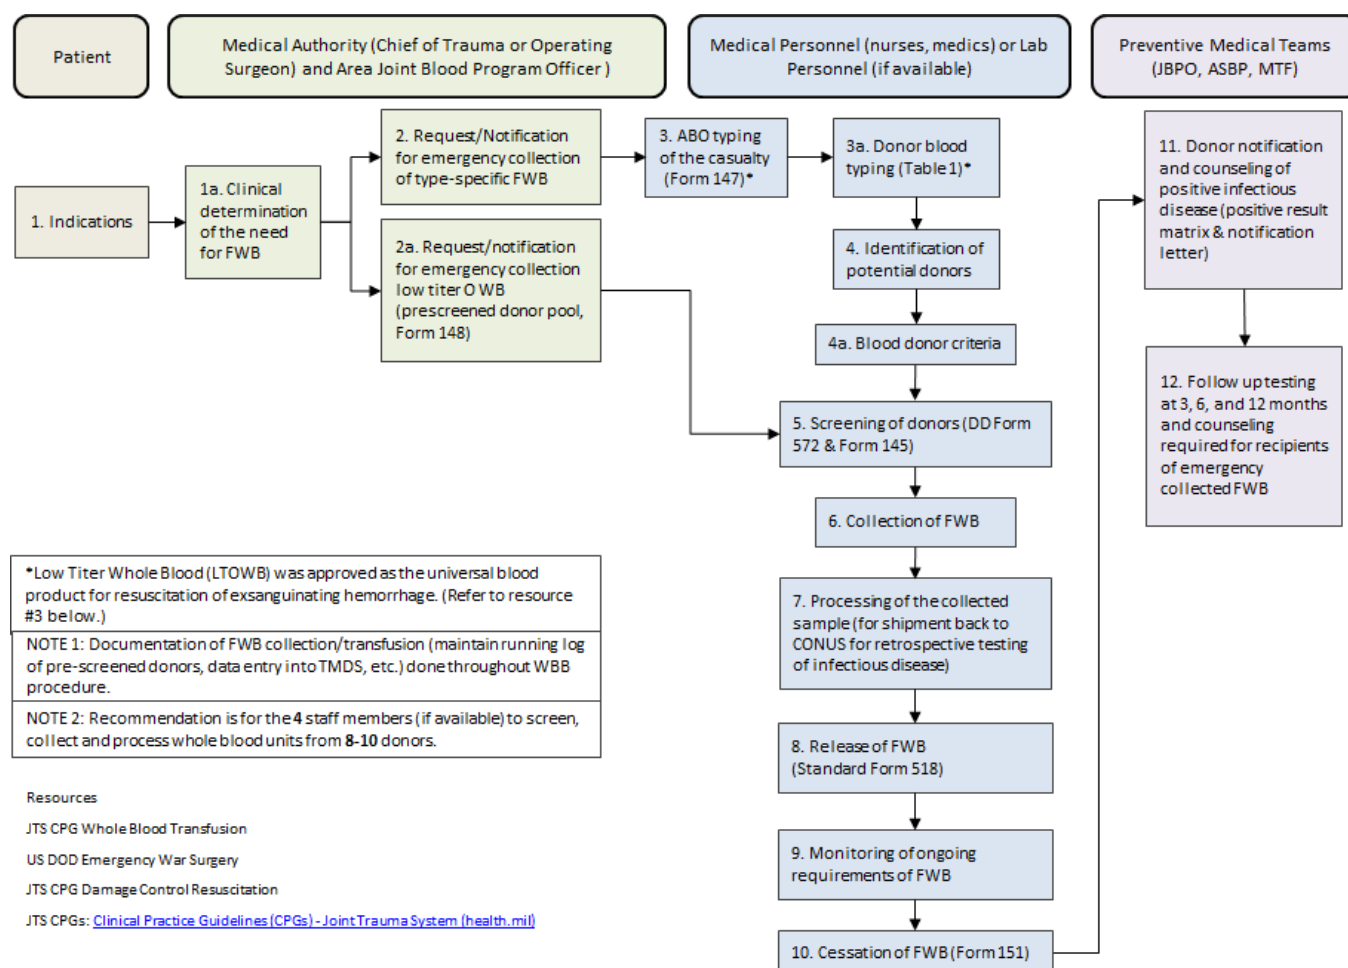 Patient
Medical Authority (Chief of Trauma or Operating
Surgeon) and Area Joint Blood Program Officer )
Medical Personnel (nurses, medics) or Lab
Personnel (if available)
Preventive Medical Teams
(JBPO, ASBP, MTF)
1. Indications
1a. Clinical
determination
of the need
for FWB
2. Request/Notification
for emergency collection
of type-specific FWB
2a. Request/notification
for emergency collection
low titer O WB
(prescreened donor pool,
Form 148)
3. ABO typing
of the casualty
(Form 147)*
3a. Donor blood
typing (Table 1)*
4. Identification of
potential donors
4a. Blood donor criteria
5. Screening of donors (DD Form
572 & Form 145)
6. Collection of FWB
7. Processing of the collected
sample (for shipment back to
CONUS for retrospective testing
of infectious disease)
8. Release of FWB
(Standard Form 518)
9. Monitoring of ongoing
requirements of FWB
10. Cessation of FWB (Form 151)
11. Donor notification
and counseling of
positive infectious
disease (positive result
matrix & notification
letter)
12. Follow up testing
at 3, 6, and 12 months
and counseling
required for recipients
of emergency
collected FWB
*Low Titer Whole Blood (LTOWB) was approved as the universal blood
product for resuscitation of exsanguinating hemorrhage. (Refer to resource
#3 below.)
NOTE 1: Documentation of FWB collection/transfusion (maintain running log
of pre-screened donors, data entry into TMDS, etc.) done throughout WBB
procedure.
NOTE 2: Recommendation is for the 4 staff members (if available) to screen,
collect and process whole blood units from 8-10 donors.
Resources
JTS CPG Whole Blood Transfusion
US DOD Emergency War Surgery
JTS CPG Damage Control Resuscitation
JTS CPGs: Clinical Practice Guidelines (CPGs) - Joint Trauma System (health.mil)